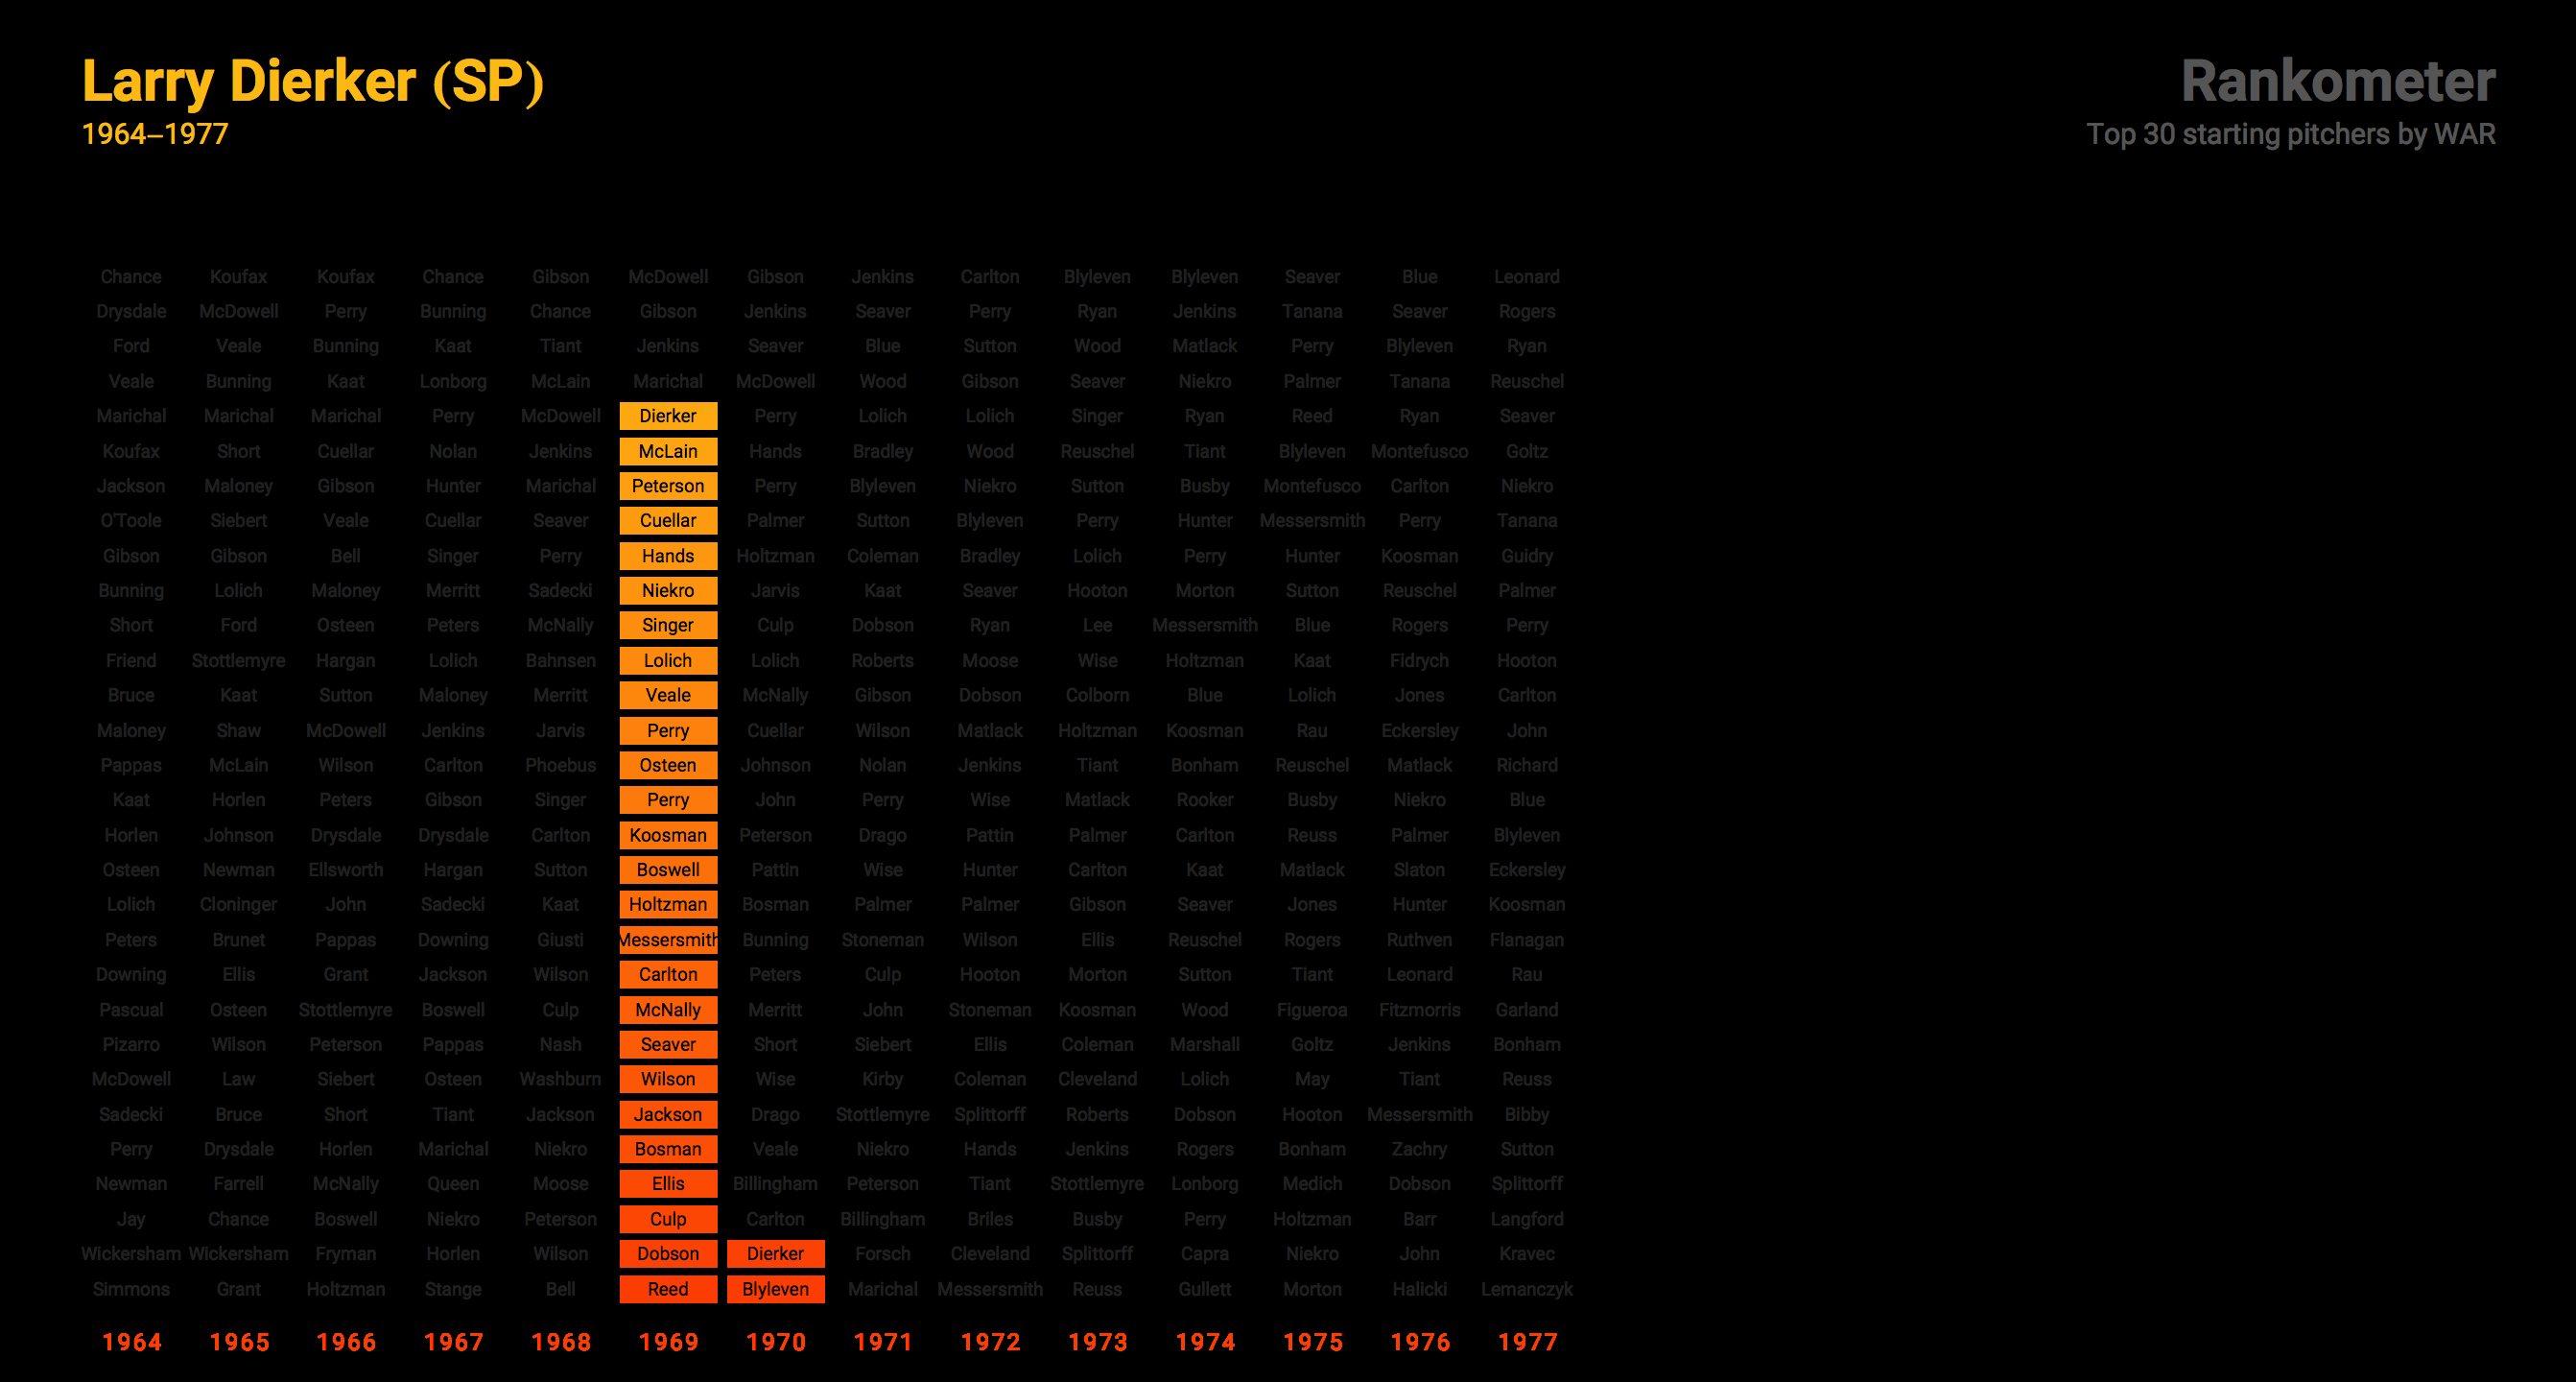 Larry Dierker (SP)
1964–1977
Rankometer
Top 30 starting pitchers by WAR
Chance Koufax Koufax Chance Gibson McDowell Gibson Jenkins Carlton Blyleven Blyleven Seaver Blue Leonard
Drysdale McDowell Perry Bunning Chance Gibson Jenkins Seaver Perry Ryan Jenkins Tanana Seaver Rogers
Ford Veale Bunning Kaat Tiant Jenkins Seaver Blue Sutton Wood Matlack Perry Blyleven Ryan
Veale Bunning Kaat Lonborg McLain Marichal McDowell Wood Gibson Seaver Niekro Palmer Tanana Reuschel
Marichal Marichal Marichal Perry McDowell Dierker Perry Lolich Lolich Singer Ryan Reed Ryan Seaver
Koufax Short Cuellar Nolan Jenkins McLain Hands Bradley Wood Reuschel Tiant Blyleven Montefusco Goltz
Jackson Maloney Gibson Hunter Marichal Peterson Perry Blyleven Niekro Sutton Busby Montefusco Carlton Niekro
O'Toole Siebert Veale Cuellar Seaver Cuellar Palmer Sutton Blyleven Perry Hunter Messersmith Perry Tanana
Gibson Gibson Bell Singer Perry Hands Holtzman Coleman Bradley Lolich Perry Hunter Koosman Guidry
Bunning Lolich Maloney Merritt Sadecki Niekro Jarvis Kaat Seaver Hooton Morton Sutton Reuschel Palmer
Short Ford Osteen Peters McNally Singer Culp Dobson Ryan Lee Messersmith Blue Rogers Perry
Friend Stottlemyre Hargan Lolich Bahnsen Lolich Lolich Roberts Moose Wise Holtzman Kaat Fidrych Hooton
Bruce Kaat Sutton Maloney Merritt Veale McNally Gibson Dobson Colborn Blue Lolich Jones Carlton
Maloney Shaw McDowell Jenkins Jarvis Perry Cuellar Wilson Matlack Holtzman Koosman Rau Eckersley John
Pappas McLain Wilson Carlton Phoebus Osteen Johnson Nolan Jenkins Tiant Bonham Reuschel Matlack Richard
Kaat Horlen Peters Gibson Singer Perry John Perry Wise Matlack Rooker Busby Niekro Blue
Horlen Johnson Drysdale Drysdale Carlton Koosman Peterson Drago Pattin Palmer Carlton Reuss Palmer Blyleven
Osteen Newman Ellsworth Hargan Sutton Boswell Pattin Wise Hunter Carlton Kaat Matlack Slaton Eckersley
Lolich Cloninger John Sadecki Kaat Holtzman Bosman Palmer Palmer Gibson Seaver Jones Hunter Koosman
Peters Brunet Pappas Downing Giusti Messersmith Bunning Stoneman Wilson Ellis Reuschel Rogers Ruthven Flanagan
Downing Ellis Grant Jackson Wilson Carlton Peters Culp Hooton Morton Sutton Tiant Leonard Rau
Pascual Osteen Stottlemyre Boswell Culp McNally Merritt John Stoneman Koosman Wood Figueroa Fitzmorris Garland
Pizarro Wilson Peterson Pappas Nash Seaver Short Siebert Ellis Coleman Marshall Goltz Jenkins Bonham
McDowell Law Siebert Osteen Washburn Wilson Wise Kirby Coleman Cleveland Lolich May Tiant Reuss
Sadecki Bruce Short Tiant Jackson Jackson Drago Stottlemyre Splittorff Roberts Dobson Hooton Messersmith Bibby
Perry Drysdale Horlen Marichal Niekro Bosman Veale Niekro Hands Jenkins Rogers Bonham Zachry Sutton
Newman Farrell McNally Queen Moose Ellis Billingham Peterson Tiant Stottlemyre Lonborg Medich Dobson Splittorff
Jay Chance Boswell Niekro Peterson Culp Carlton Billingham Briles Busby Perry Holtzman Barr Langford
Wickersham Wickersham Fryman Horlen Wilson Dobson Dierker Forsch Cleveland Splittorff Capra Niekro John Kravec
Simmons Grant Holtzman Stange Bell Reed Blyleven Marichal Messersmith Reuss Gullett Morton Halicki Lemanczyk
1964 1965 1966 1967 1968 1969 1970 1971 1972 1973 1974 1975 1976 1977